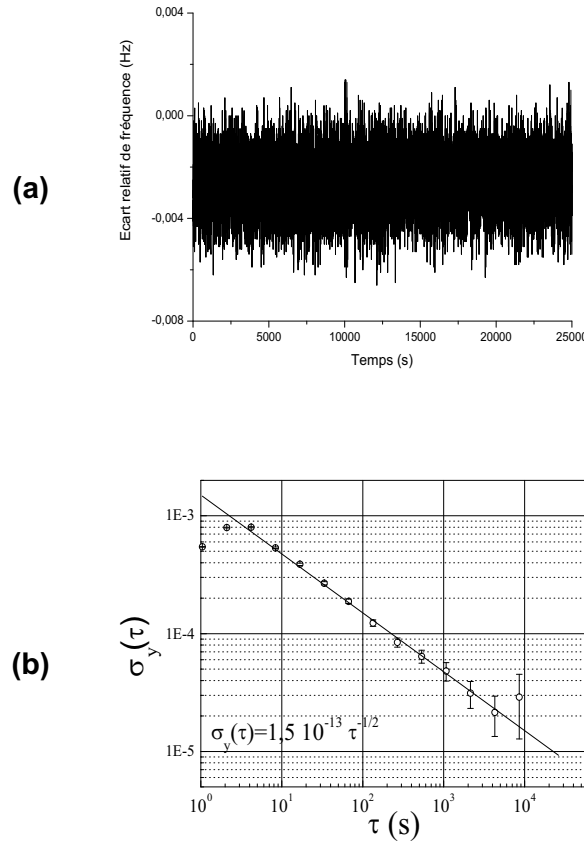 (a)
Ecart relatif de fréquence (Hz)
0,004
0,000
-0,004
-0,008
0 5000 10000 15000 20000 25000
Temps (s)
(b)
σy(τ)
1E-3
1E-4
1E-5
σy(τ)=1,5 10⁻¹³ τ⁻¹/²
10⁰ 10¹ 10² 10³ 10⁴
τ (s)